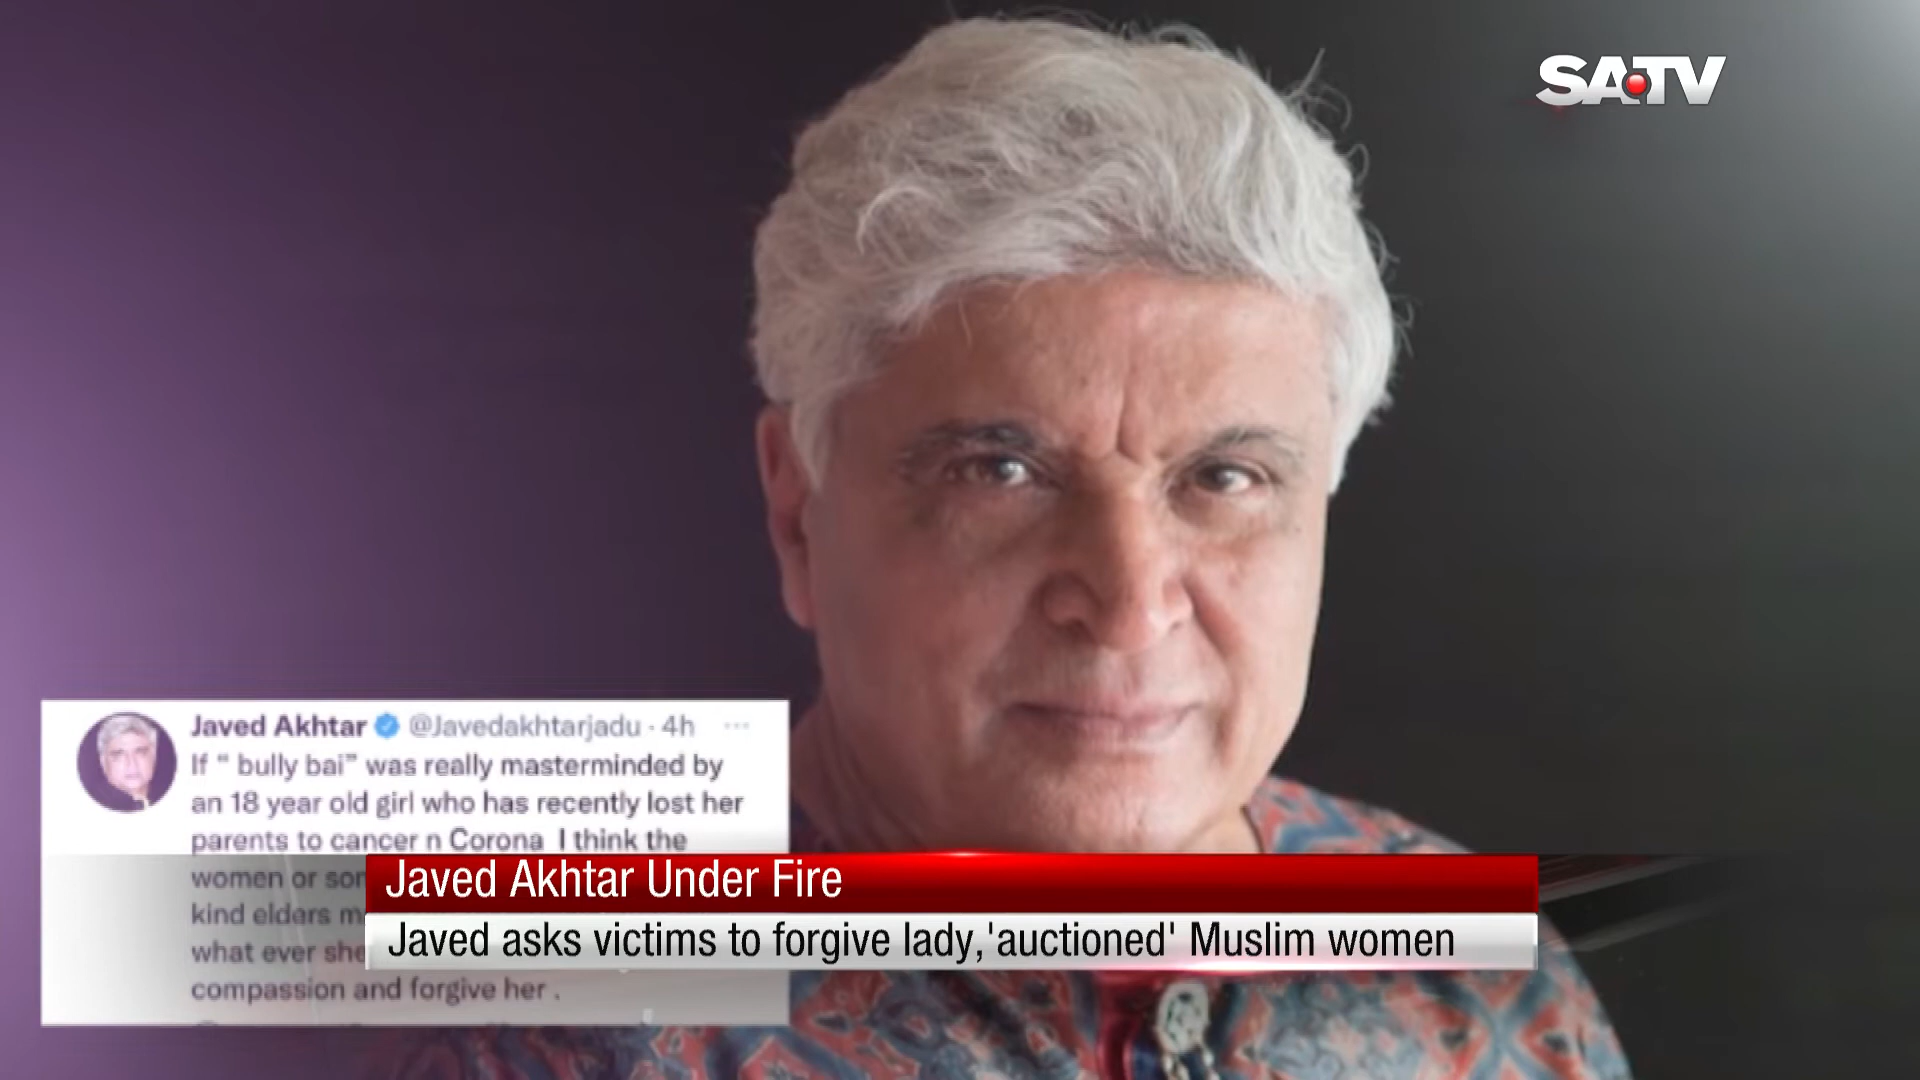 SATV
Javed Akhtar @Javedakhtarjadu · 4h
If “ bully bai” was really masterminded by
an 18 year old girl who has recently lost her
parents to cancer n Corona I think the
women or
kind elders
what ever she
compassion and forgive her .
Javed Akhtar Under Fire
Javed asks victims to forgive lady,'auctioned' Muslim women